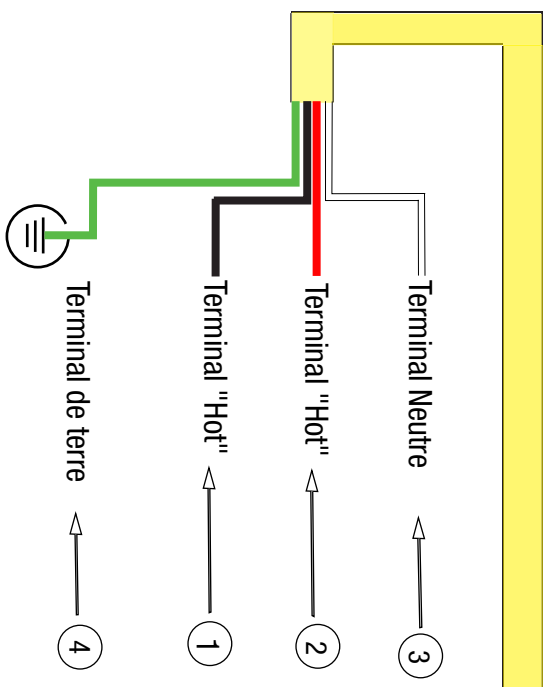 Terminal Neutre
3
Terminal "Hot"
2
Terminal "Hot"
1
Terminal de terre
4